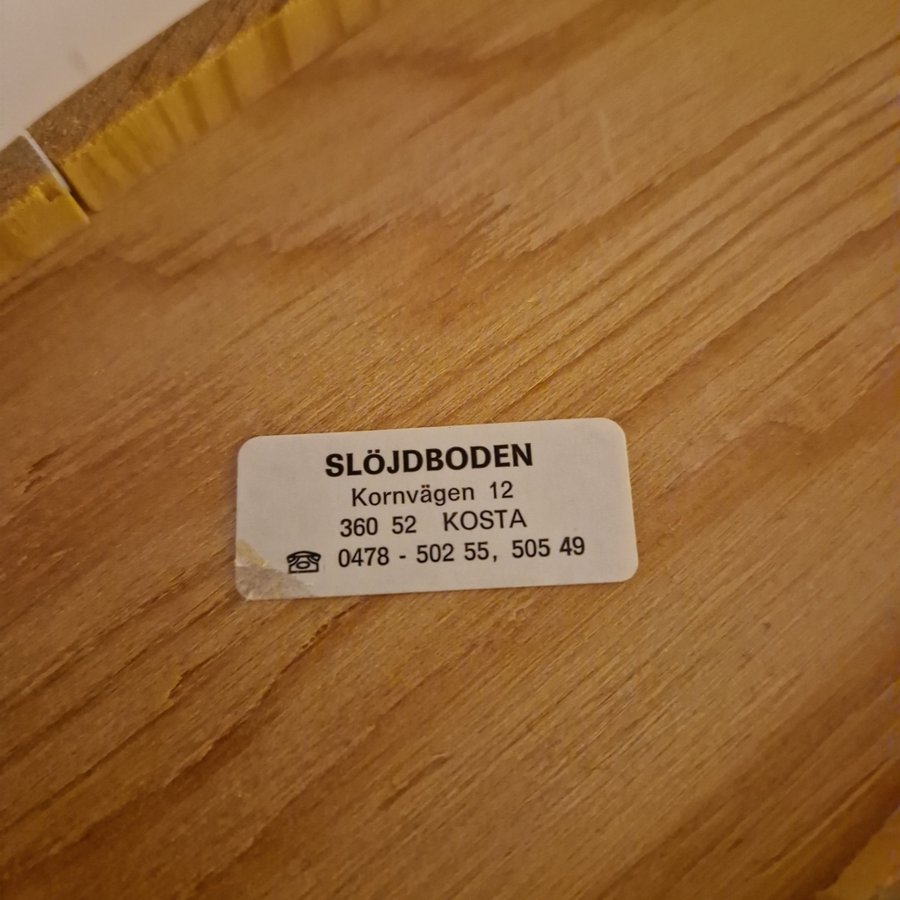 SLÖJDBODEN
Kornvägen 12
360 52 KOSTA
☎ 0478 - 502 55, 505 49